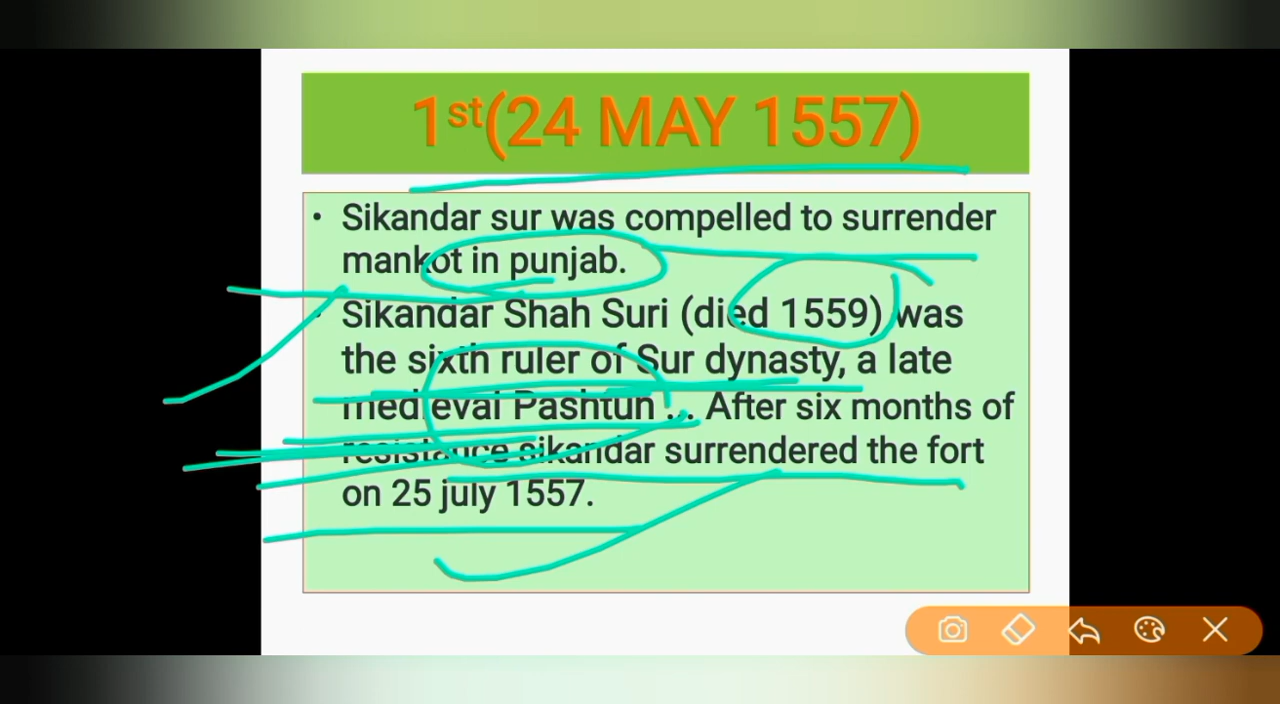 1st(24 MAY 1557)
• Sikandar sur was compelled to surrender
mankot in punjab.
• Sikandar Shah Suri (died 1559) was
the sixth ruler of Sur dynasty, a late
medieval Pashtun ... After six months of
resistance sikandar surrendered the fort
on 25 july 1557.